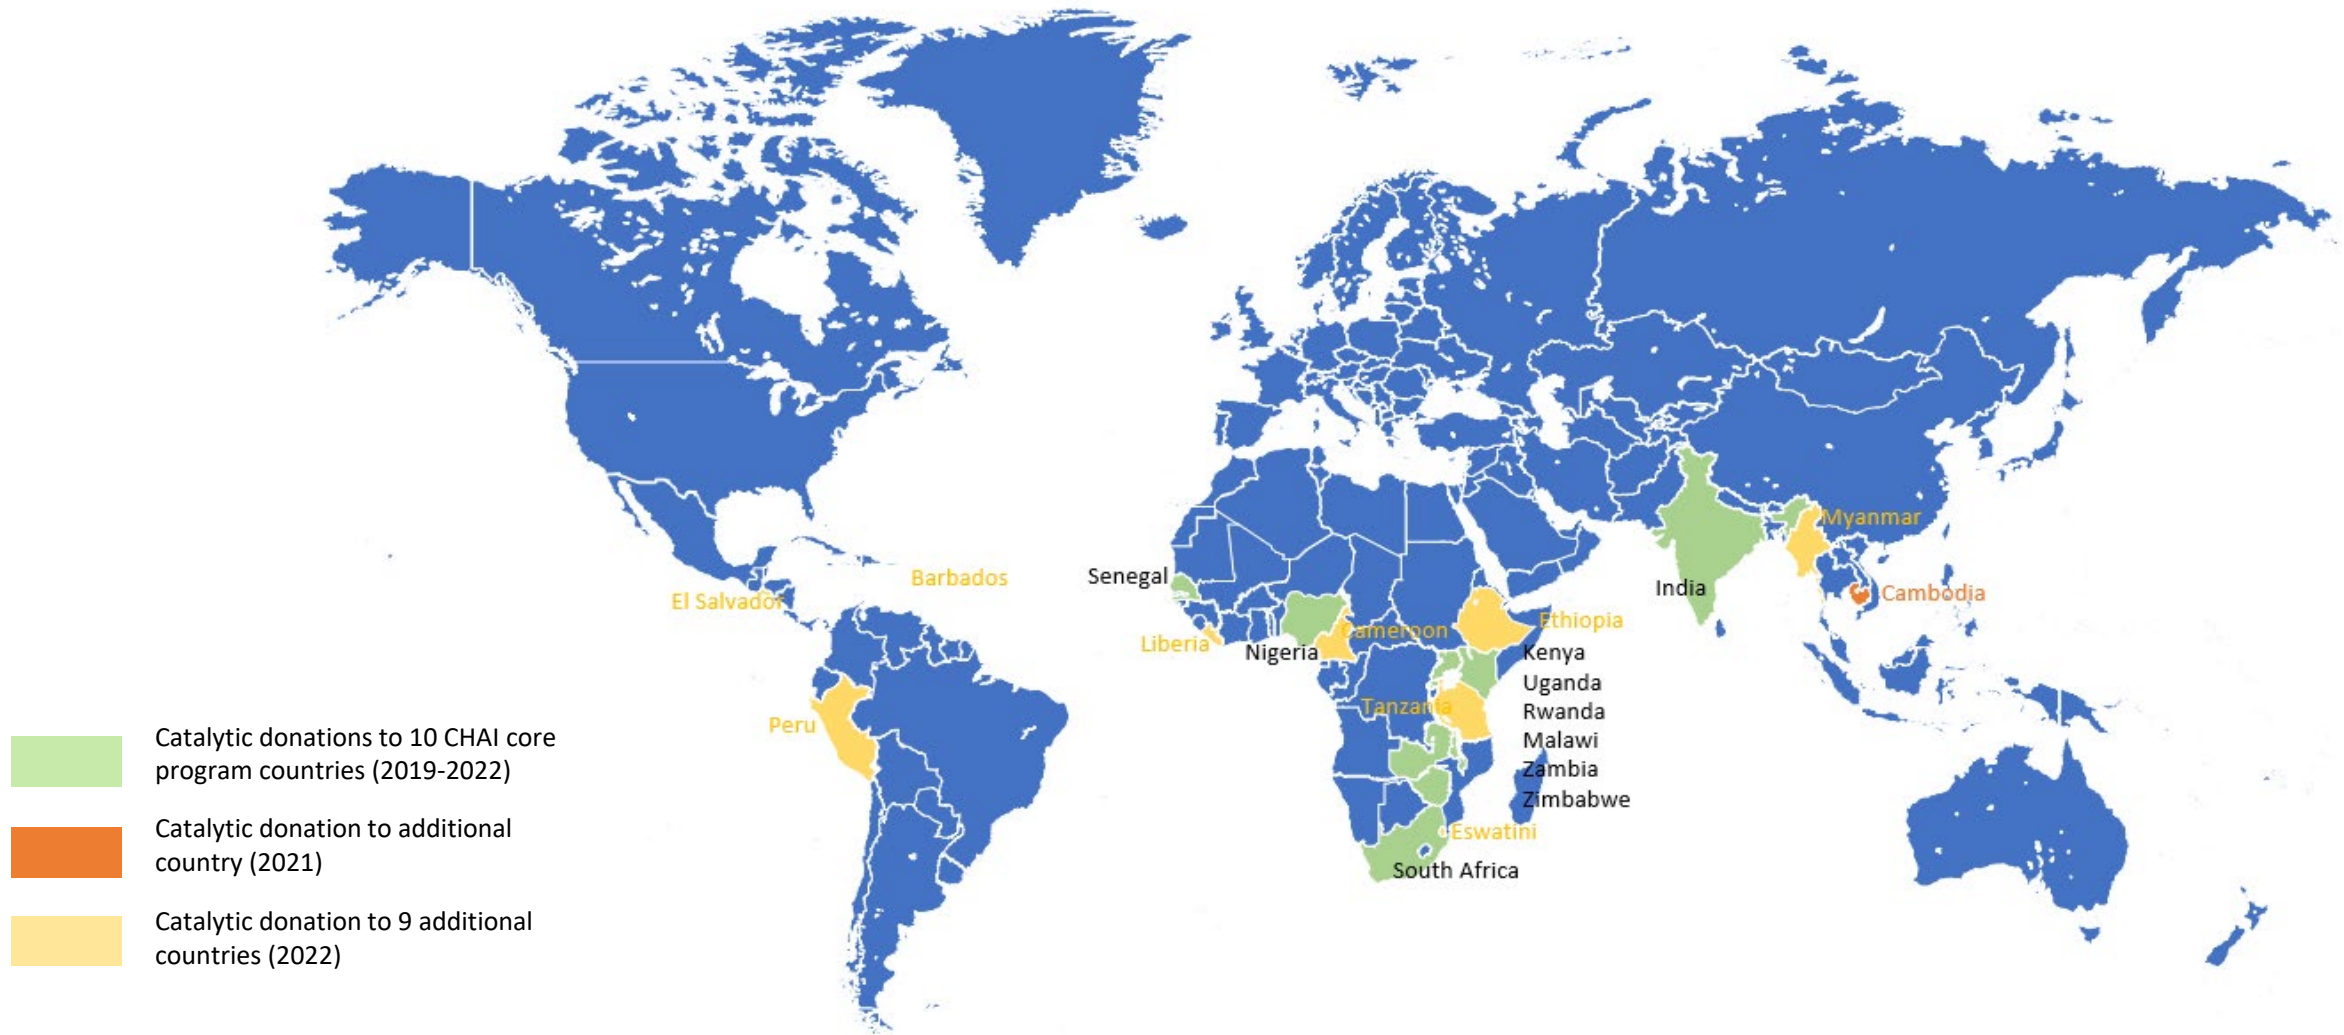 Myanmar
Barbados
Senegal
El Salvador
India
Cambodia
Ethiopia
Cameroon
Liberia
Nigeria
Kenya
Uganda
Tanzania
Rwanda
Peru
Malawi
Zambia
Zimbabwe
Eswatini
South Africa
Catalytic donations to 10 CHAI core
program countries (2019-2022)
Catalytic donation to additional
country (2021)
Catalytic donation to 9 additional
countries (2022)